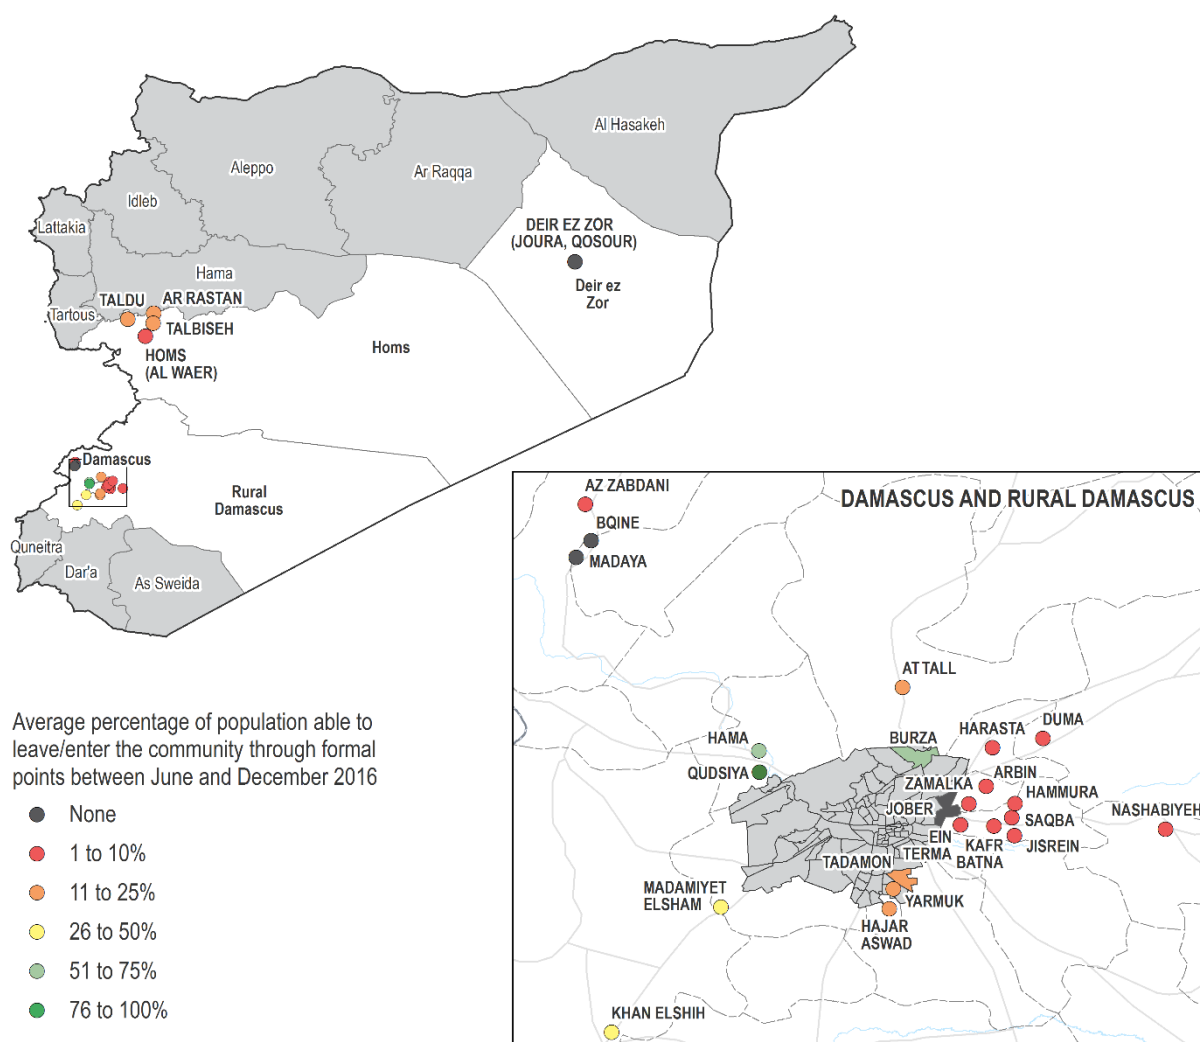 Al Hasakeh
Aleppo
Ar Raqqa
Idleb
Lattakia
DEIR EZ ZOR
(JOURA, QOSOUR)
Hama
Deir ez
Zor
TALDU
AR RASTAN
Tartous
TALBISEH
HOMS
(AL WAER)
Homs
Damascus
Rural
Damascus
Quneitra
Dar'a
As Sweida
Average percentage of population able to
leave/enter the community through formal
points between June and December 2016
None
1 to 10%
11 to 25%
26 to 50%
51 to 75%
76 to 100%
DAMASCUS AND RURAL DAMASCUS
AZ ZABDANI
BQINE
MADAYA
AT TALL
HAMA
QUDSIYA
BURZA
HARASTA
DUMA
ARBIN
ZAMALKA
HAMMURA
JOBER
SAQBA
NASHABIYEH
EIN
TERMA
KAFR
BATNA
JISREIN
TADAMON
MADAMIYET
ELSHAM
YARMUK
HAJAR
ASWAD
KHAN ELSHIH